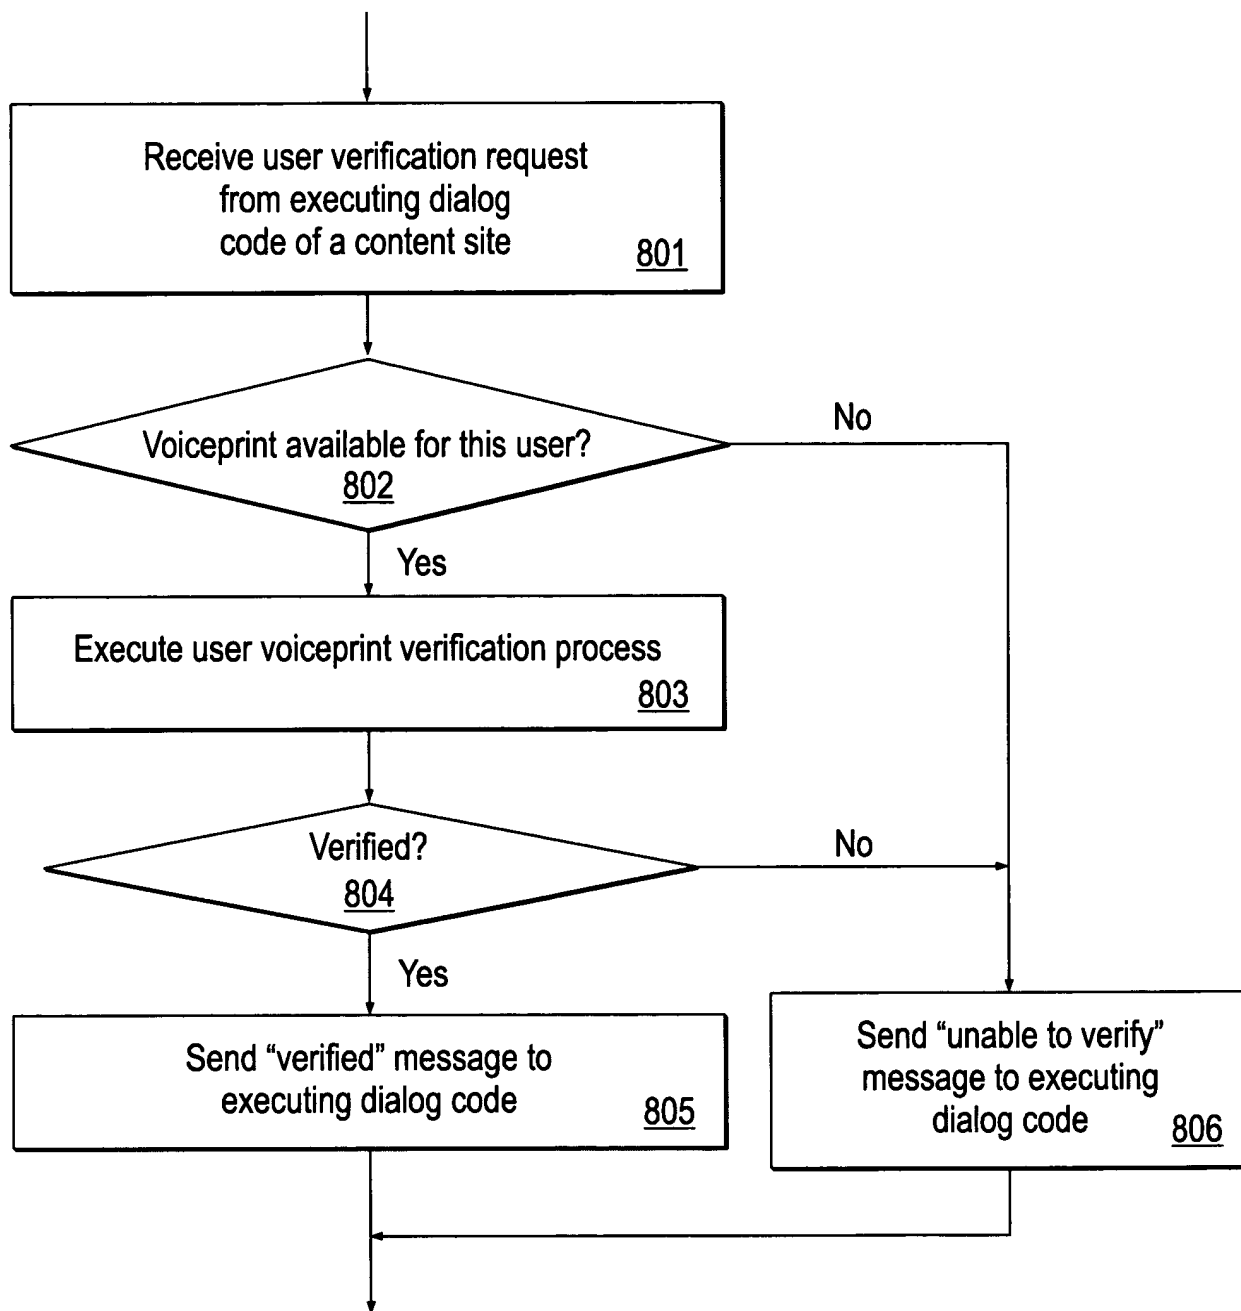 Receive user verification request
from executing dialog
code of a content site
801
Voiceprint available for this user?
802
No
Yes
Execute user voiceprint verification process
803
Verified?
804
No
Yes
Send “verified” message to
executing dialog code
805
Send “unable to verify”
message to executing
dialog code
806